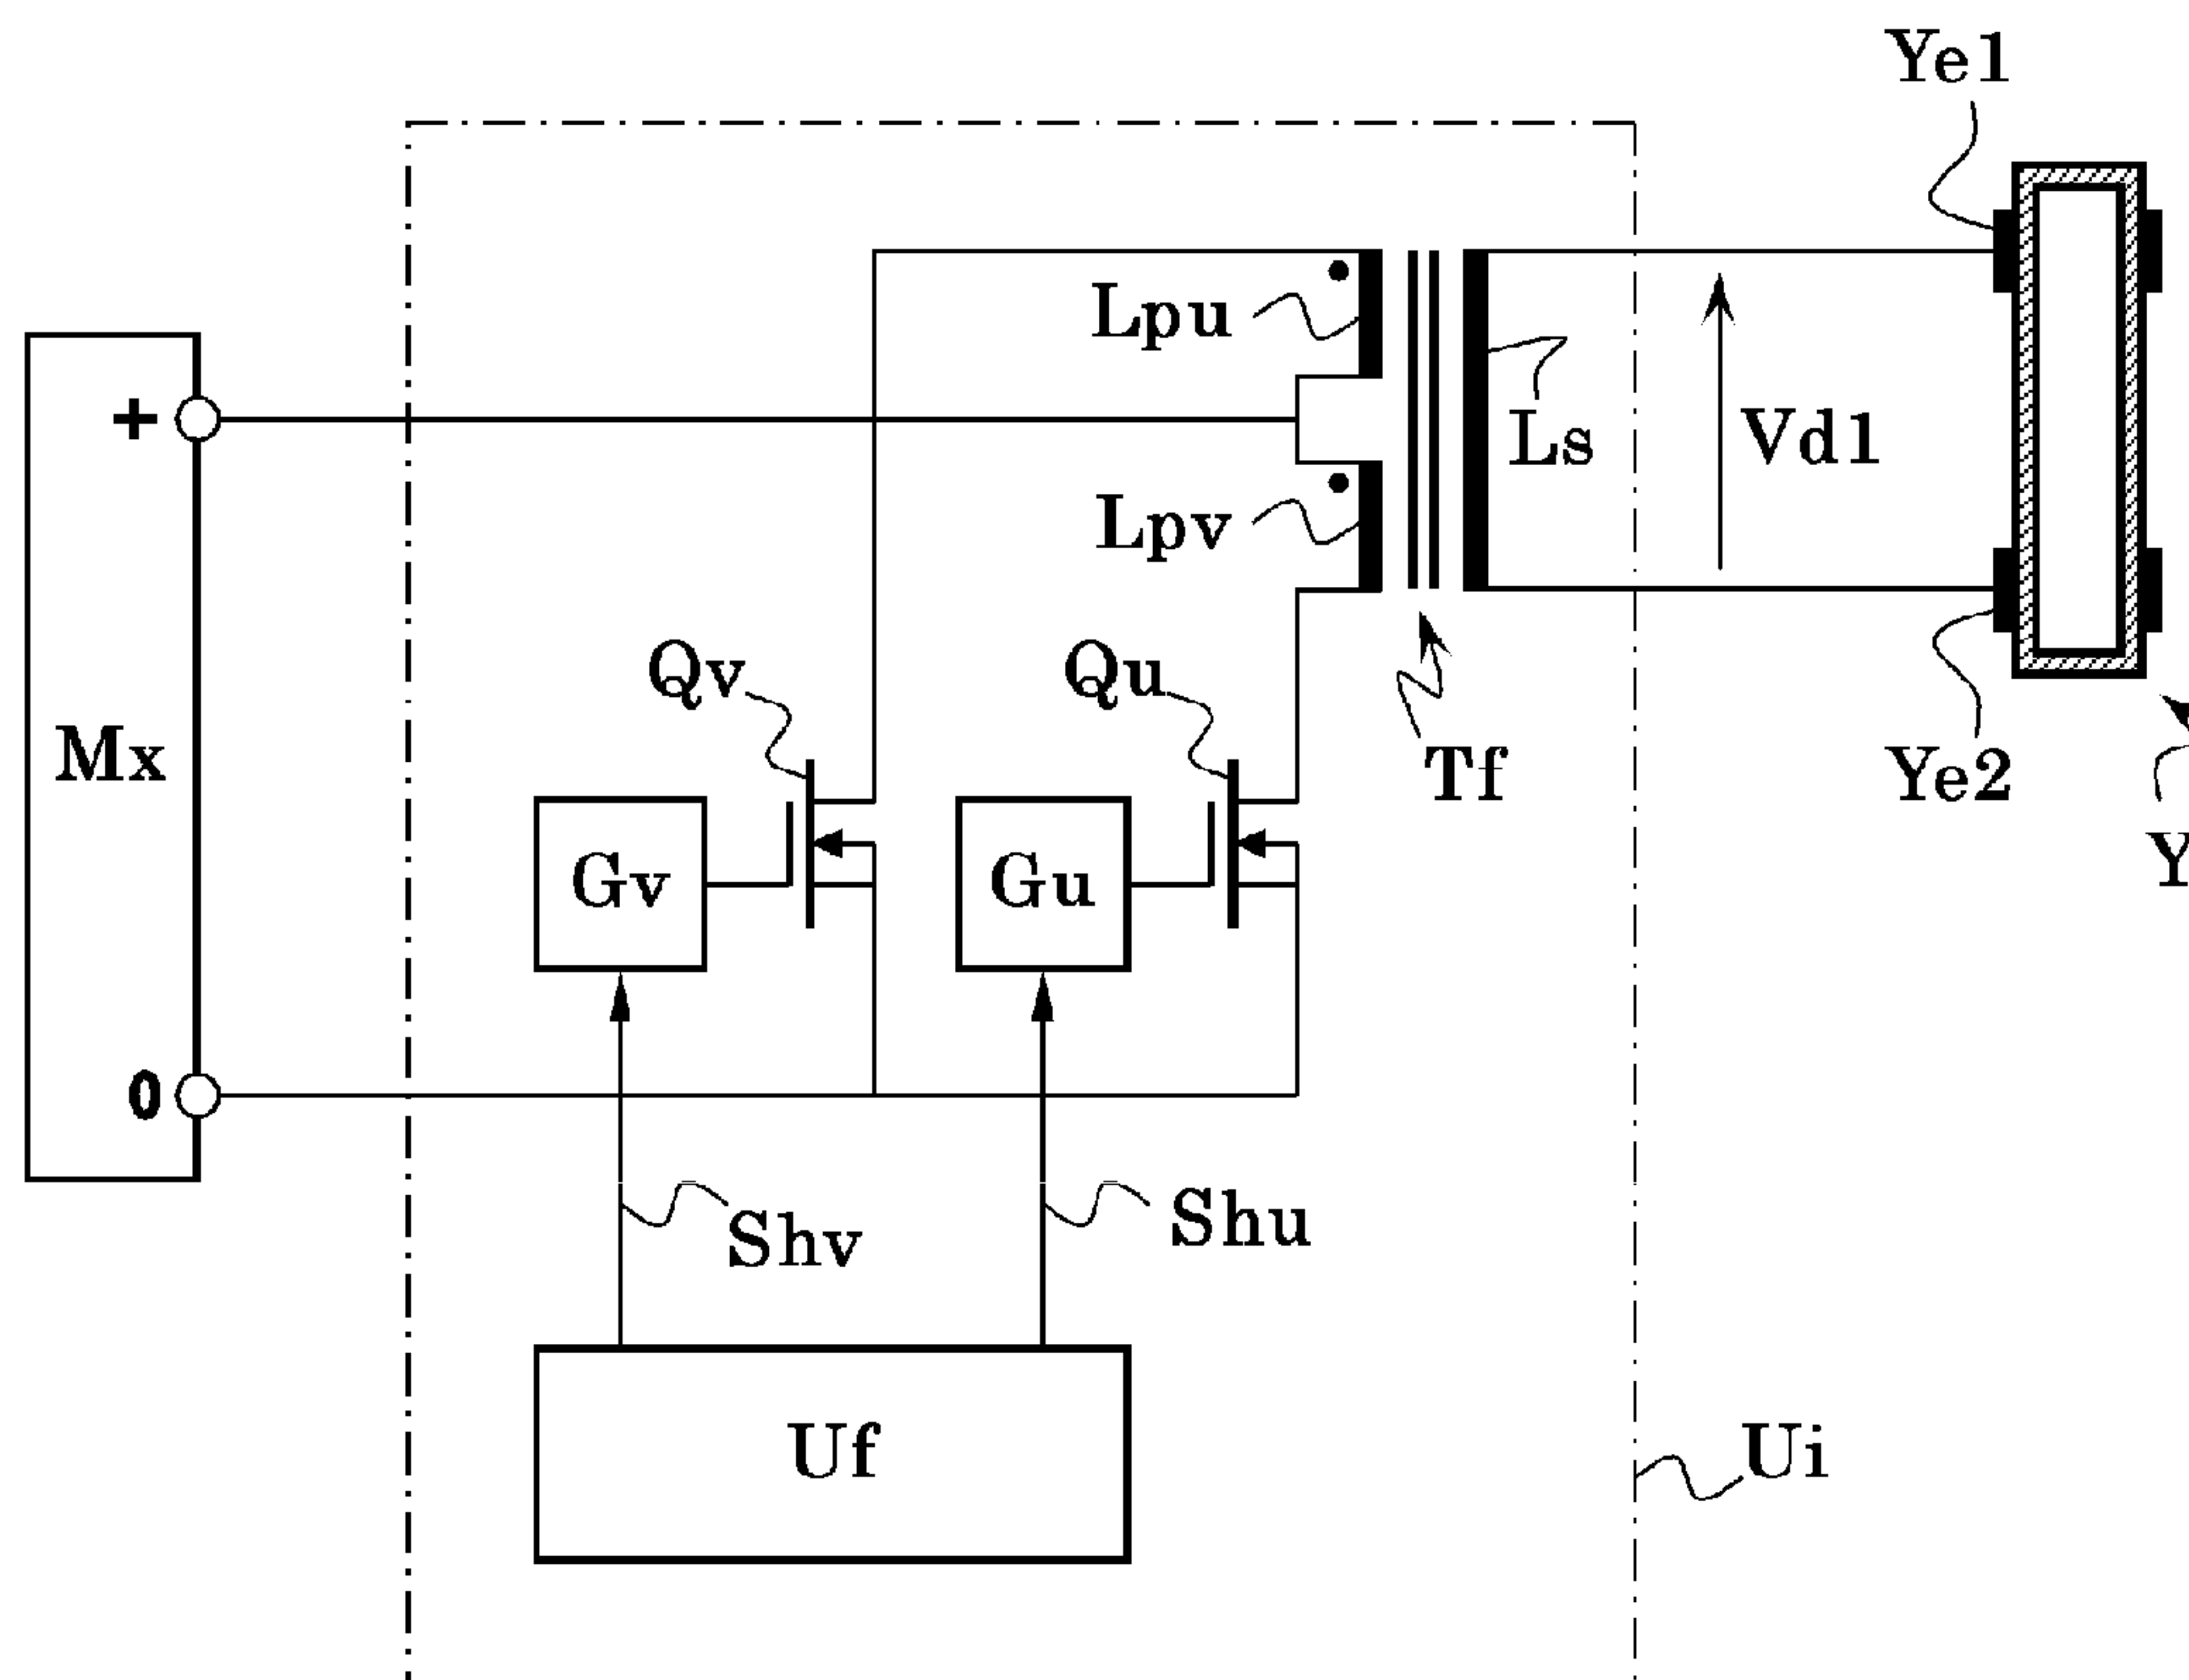 Ye1
Lpu
+
Ls
Vd1
Lpv
Qv
Qu
Mx
Tf
Ye2
Y
Gv
Gu
0
Shv
Shu
Uf
Ui